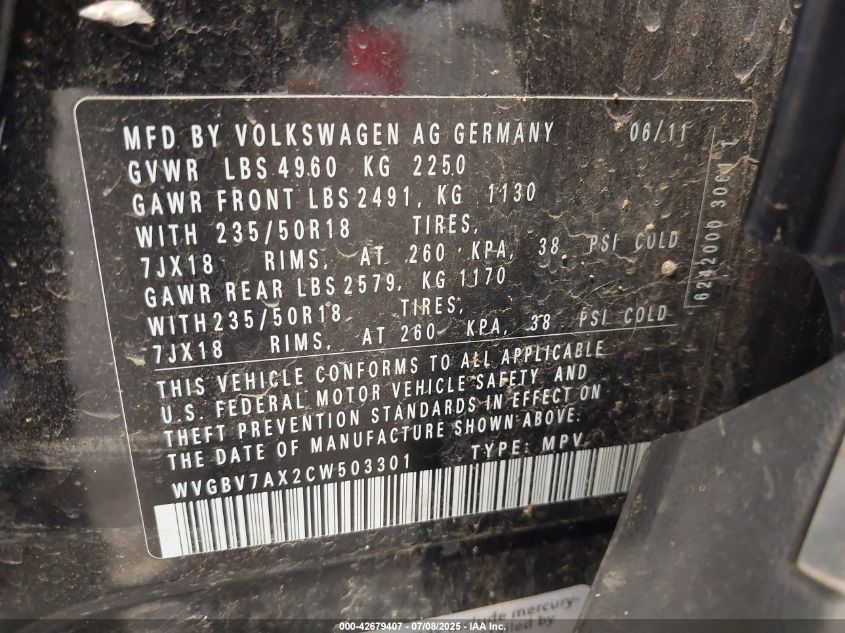 MFD BY VOLKSWAGEN AG GERMANY 06/11
GVWR LBS 4960 KG 2250
GAWR FRONT LBS 2491, KG 1130
WITH 235/50R18 TIRES,
7JX18 RIMS, AT 260 KPA, 38 PSI COLD
GAWR REAR LBS 2579, KG 1170
WITH 235/50R18 TIRES,
7JX18 RIMS, AT 260 KPA, 38 PSI COLD
THIS VEHICLE CONFORMS TO ALL APPLICABLE
U.S. FEDERAL MOTOR VEHICLE SAFETY AND
THEFT PREVENTION STANDARDS IN EFFECT ON
THE DATE OF MANUFACTURE SHOWN ABOVE.
WVGBV7AX2CW503301 TYPE: MPV
de mercury-
led by
000-42679407 - 07/08/2025 - IAA Inc.